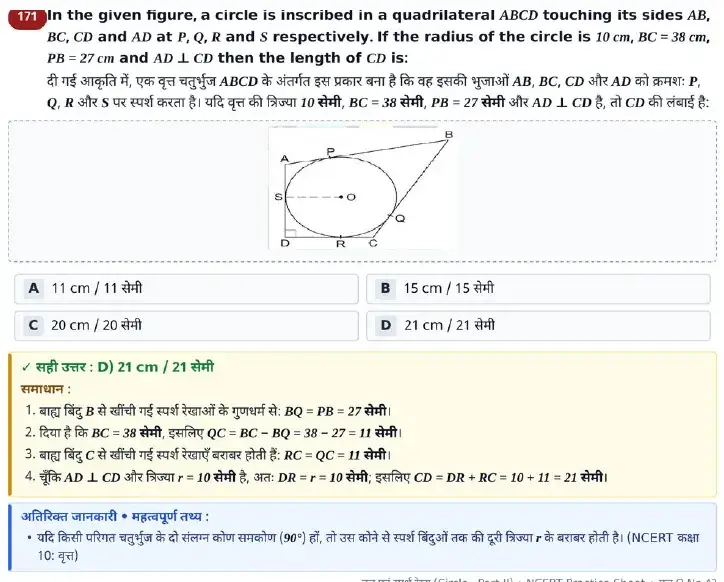 171 In the given figure, a circle is inscribed in a quadrilateral ABCD touching its sides AB,
BC, CD and AD at P, Q, R and S respectively. If the radius of the circle is 10 cm, BC = 38 cm,
PB = 27 cm and AD ⊥ CD then the length of CD is:
दी गई आकृति में, एक वृत्त चतुर्भुज ABCD के अंतर्गत इस प्रकार बना है कि वह इसकी भुजाओं AB, BC, CD और AD को क्रमशः P,
Q, R और S पर स्पर्श करता है। यदि वृत्त की त्रिज्या 10 सेमी, BC = 38 सेमी, PB = 27 सेमी और AD ⊥ CD है, तो CD की लंबाई है:
B
P
A
S
O
Q
D
R
C
A 11 cm / 11 सेमी
B 15 cm / 15 सेमी
C 20 cm / 20 सेमी
D 21 cm / 21 सेमी
✓ सही उत्तर : D) 21 cm / 21 सेमी
समाधान :
1. बाह्य बिंदु B से खींची गई स्पर्श रेखाओं के गुणधर्म से: BQ = PB = 27 सेमी।
2. दिया है कि BC = 38 सेमी, इसलिए QC = BC − BQ = 38 − 27 = 11 सेमी।
3. बाह्य बिंदु C से खींची गई स्पर्श रेखाएँ बराबर होती हैं: RC = QC = 11 सेमी।
4. चूँकि AD ⊥ CD और त्रिज्या r = 10 सेमी है, अतः DR = r = 10 सेमी; इसलिए CD = DR + RC = 10 + 11 = 21 सेमी।
अतिरिक्त जानकारी • महत्वपूर्ण तथ्य :
• यदि किसी परिगत चतुर्भुज के दो संलग्न कोण समकोण (90°) हों, तो उस कोने से स्पर्श बिंदुओं तक की दूरी त्रिज्या r के बराबर होती है। (NCERT कक्षा
10: वृत्त)